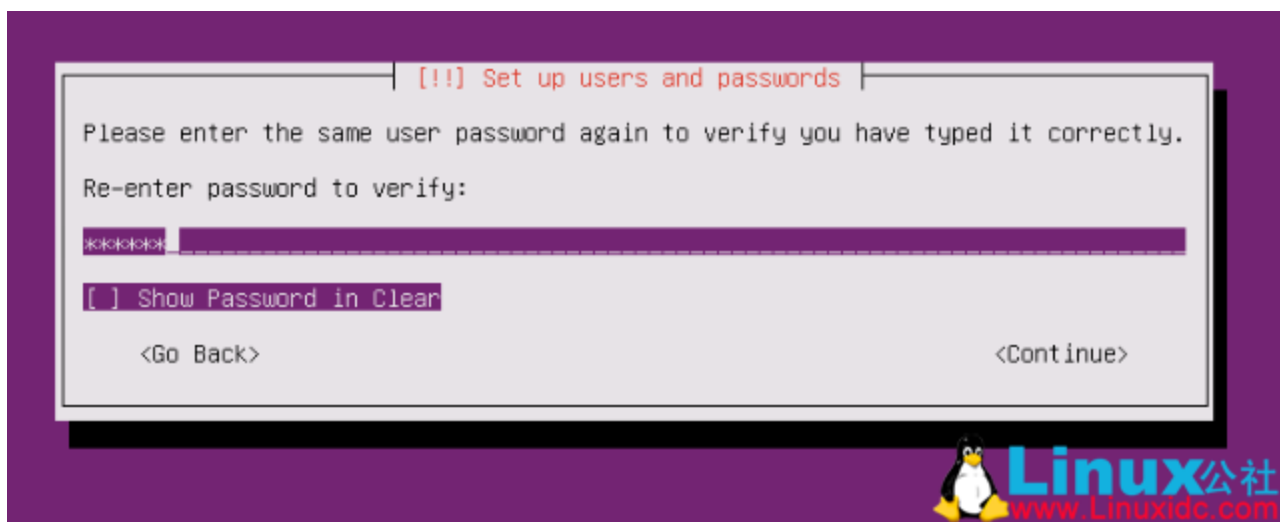 [!!] Set up users and passwords
Please enter the same user password again to verify you have typed it correctly.
Re-enter password to verify:
******
[ ] Show Password in Clear
<Go Back> <Continue>
Linux公社
www.Linuxidc.com